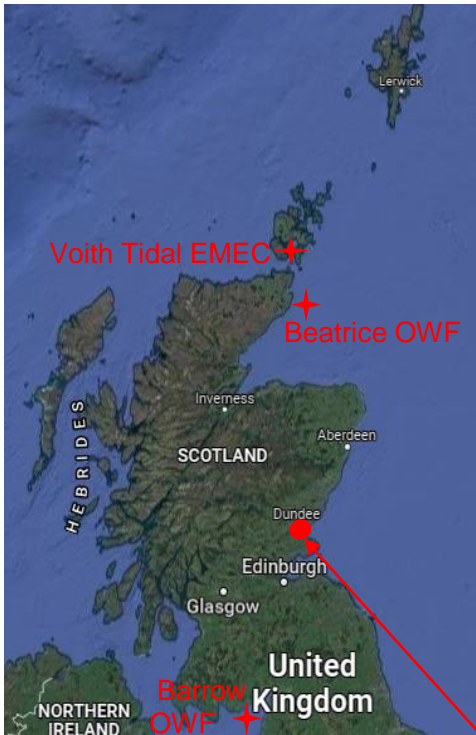 Lerwick
Voith Tidal EMEC
Beatrice OWF
Inverness
HEBRIDES
SCOTLAND
Aberdeen
Dundee
Edinburgh
Glasgow
United
Kingdom
Barrow
OWF
NORTHERN
IRELAND